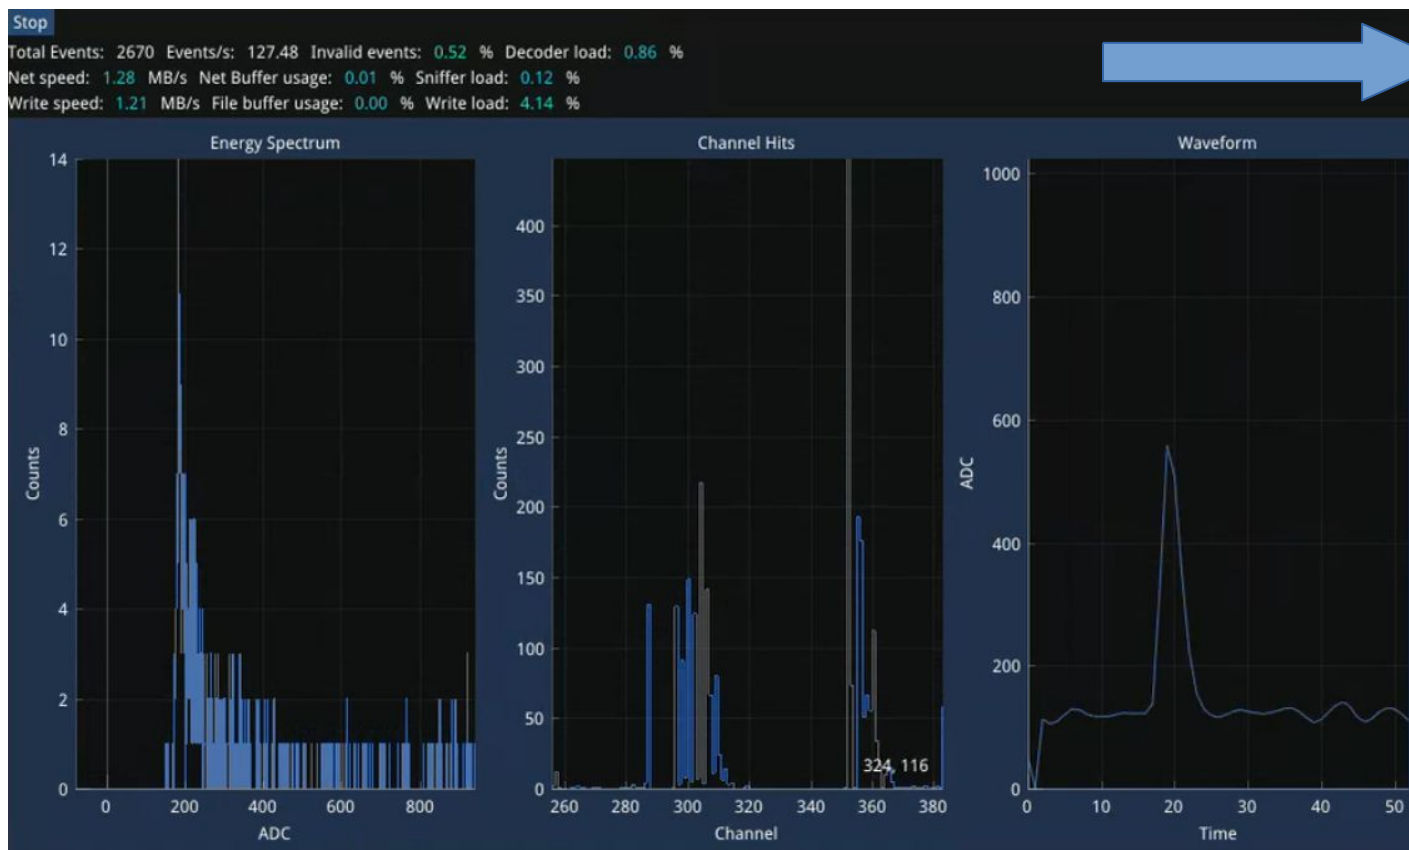 Stop
Total Events: 2670 Events/s: 127.48 Invalid events: 0.52 % Decoder load: 0.86 %
Net speed: 1.28 MB/s Net Buffer usage: 0.01 % Sniffer load: 0.12 %
Write speed: 1.21 MB/s File buffer usage: 0.00 % Write load: 4.14 %
Energy Spectrum
14
12
10
8
6
4
2
0
Counts
0 200 400 600 800
ADC
Channel Hits
400
350
300
250
200
150
100
50
0
Counts
324, 116
260 280 300 320 340 360 380
Channel
Waveform
1000
800
600
400
200
0
ADC
0 10 20 30 40 50
Time